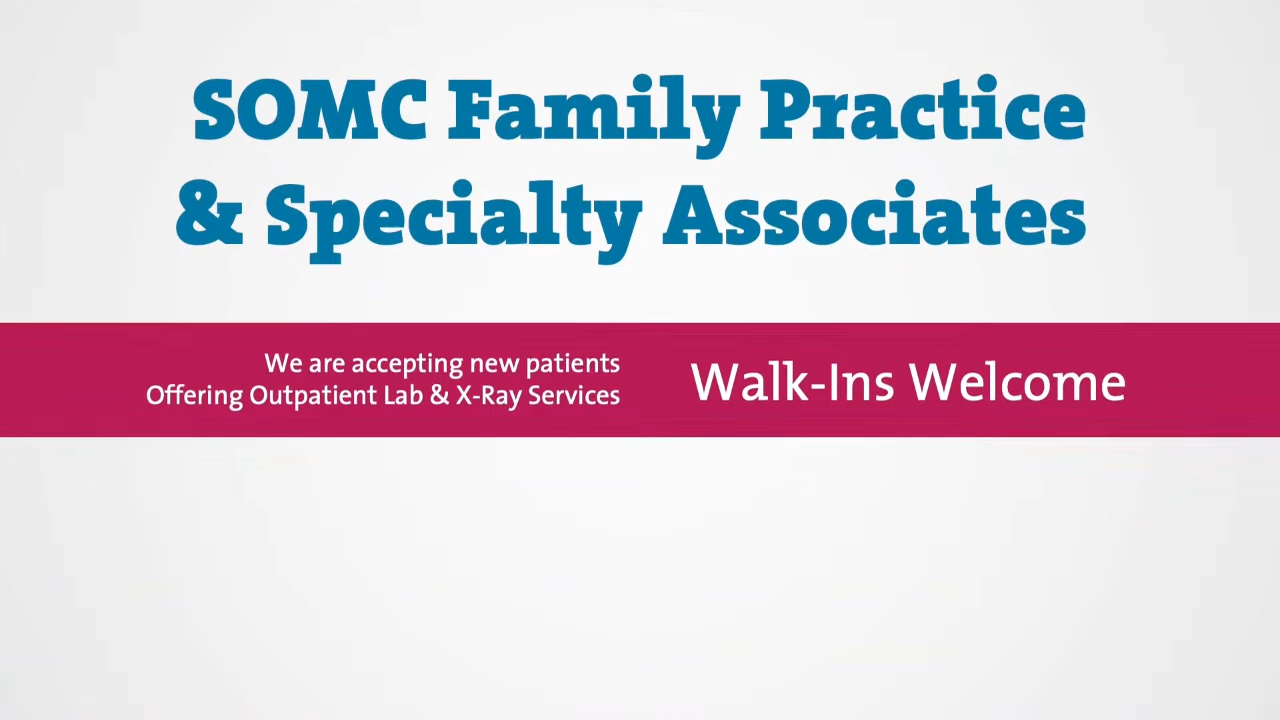 SOMC Family Practice
& Specialty Associates
We are accepting new patients
Offering Outpatient Lab & X-Ray Services
Walk-Ins Welcome